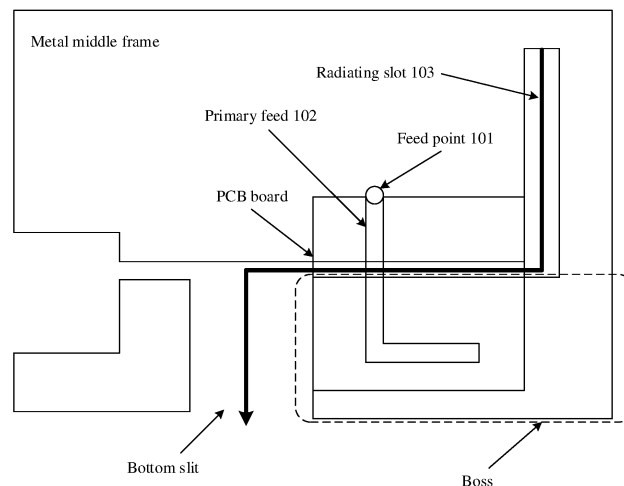 Metal middle frame
Radiating slot 103
Primary feed 102
Feed point 101
PCB board
Bottom slit
Boss